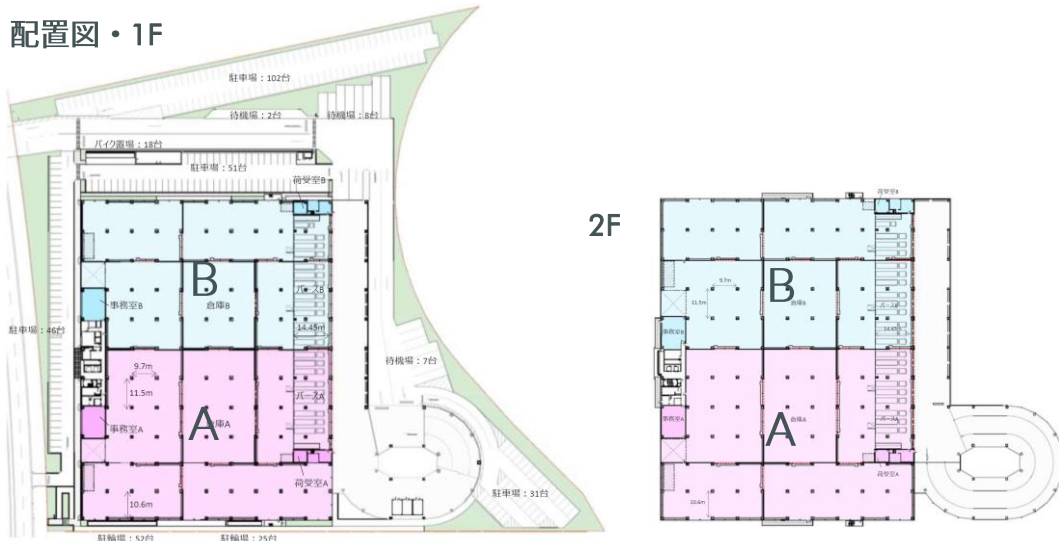 配置図・1F
駐車場：102台
待機場：2台
待機場：8台
バイク置場：18台
駐車場：51台
荷受室B
B
事務室B
倉庫B
バースB
14.45m
駐車場：46台
待機場：7台
9.7m
11.5m
バースA
A
倉庫A
事務室A
荷受室A
10.6m
駐車場：31台
駐輪場：52台
駐輪場：25台
2F
荷受室B
B
9.7m
11.5m
倉庫B
バースB
14.45m
事務室B
バースA
A
倉庫A
事務室A
荷受室A
10.6m